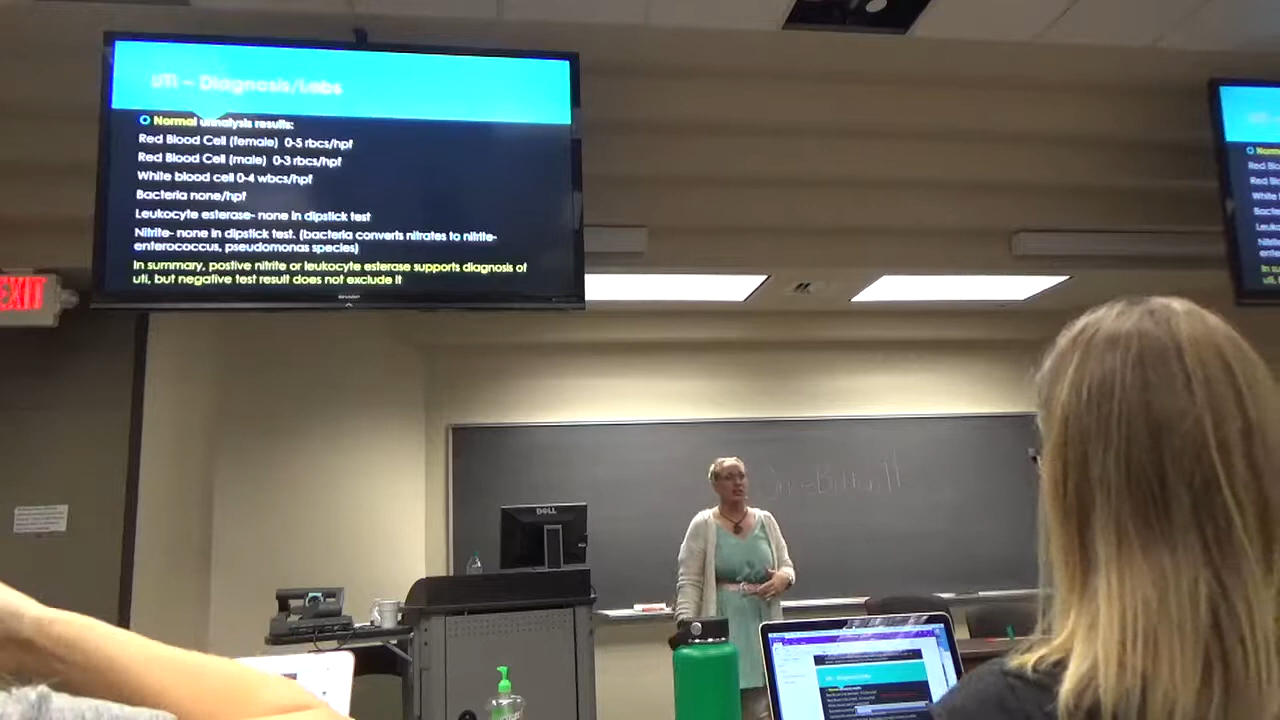 UTI – Diagnosis/Labs
Normal urinalysis results:
Red Blood Cell (female) 0-5 rbcs/hpf
Red Blood Cell (male) 0-3 rbcs/hpf
White blood cell 0-4 wbcs/hpf
Bacteria none/hpf
Leukocyte esterase- none in dipstick test
Nitrite- none in dipstick test. (bacteria converts nitrates to nitrite-
enterococcus, pseudomonas species)
In summary, postive nitrite or leukocyte esterase supports diagnosis of
uti, but negative test result does not exclude it
SHARP
EXIT
DELL